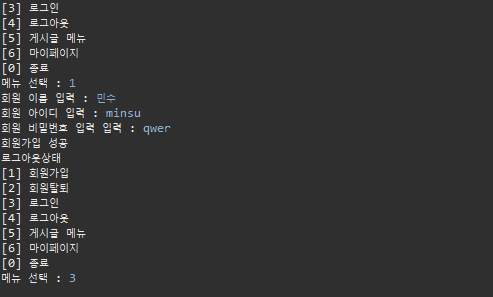 [3] 로그인
[4] 로그아웃
[5] 게시글 메뉴
[6] 마이페이지
[0] 종료
메뉴 선택 : 1
회원 이름 입력 : 민수
회원 아이디 입력 : minsu
회원 비밀번호 입력 입력 : qwer
회원가입 성공
로그아웃상태
[1] 회원가입
[2] 회원탈퇴
[3] 로그인
[4] 로그아웃
[5] 게시글 메뉴
[6] 마이페이지
[0] 종료
메뉴 선택 : 3